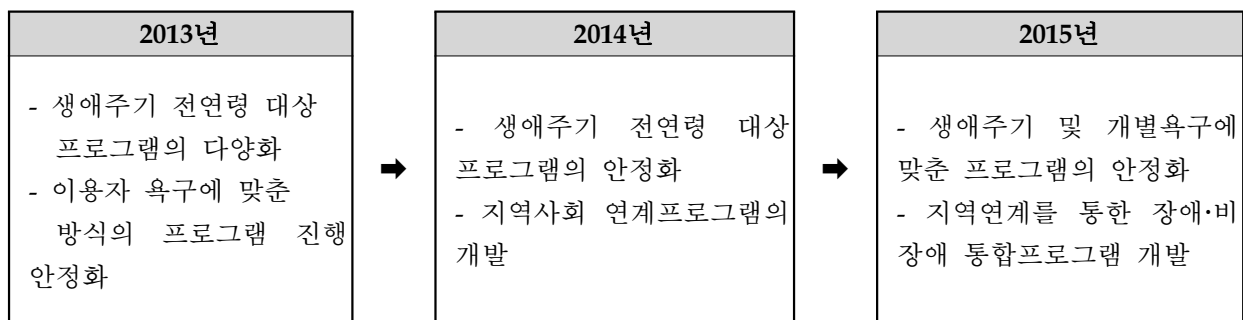 2013년
- 생애주기 전연령 대상
프로그램의 다양화
- 이용자 욕구에 맞춘
방식의 프로그램 진행
안정화
➡
2014년
- 생애주기 전연령 대상
프로그램의 안정화
- 지역사회 연계프로그램의
개발
➡
2015년
- 생애주기 및 개별욕구에
맞춘 프로그램의 안정화
- 지역연계를 통한 장애·비
장애 통합프로그램 개발